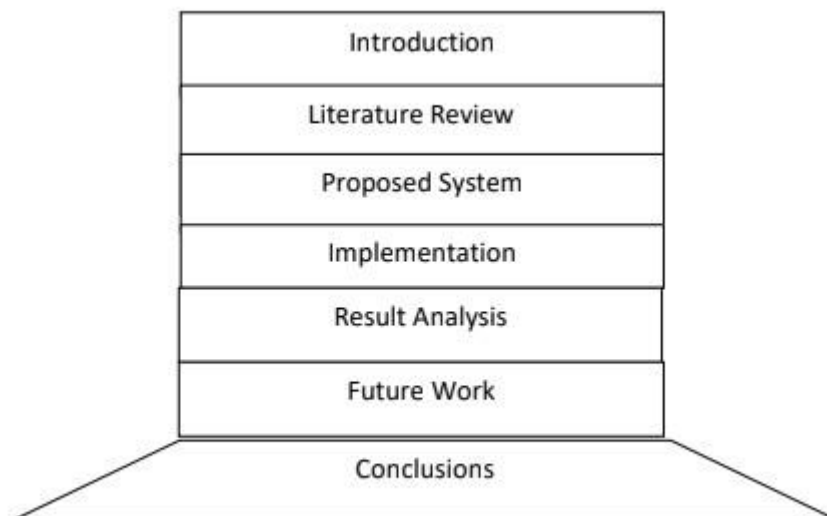 Introduction
Literature Review
Proposed System
Implementation
Result Analysis
Future Work
Conclusions